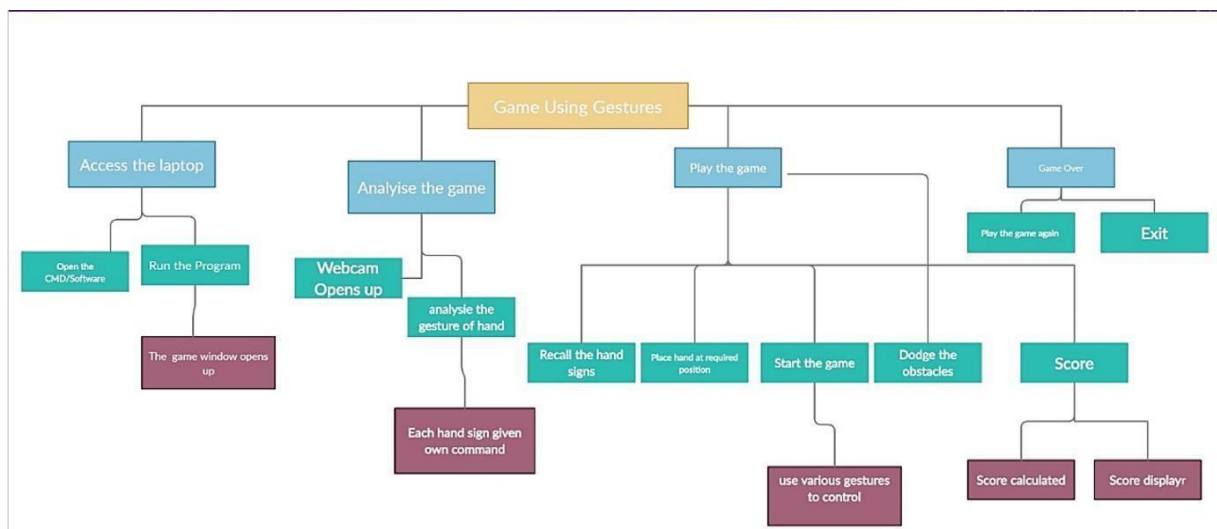 Game Using Gestures
Access the laptop
Analyise the game
Play the game
Game Over
Open the
CMD/Software
Run the Program
Webcam
Opens up
analysie the
gesture of hand
Play the game again
Exit
The game window opens
up
Each hand sign given
own command
Recall the hand
signs
Place hand at required
position
Start the game
Dodge the
obstacles
Score
use various gestures
to control
Score calculated
Score displayr